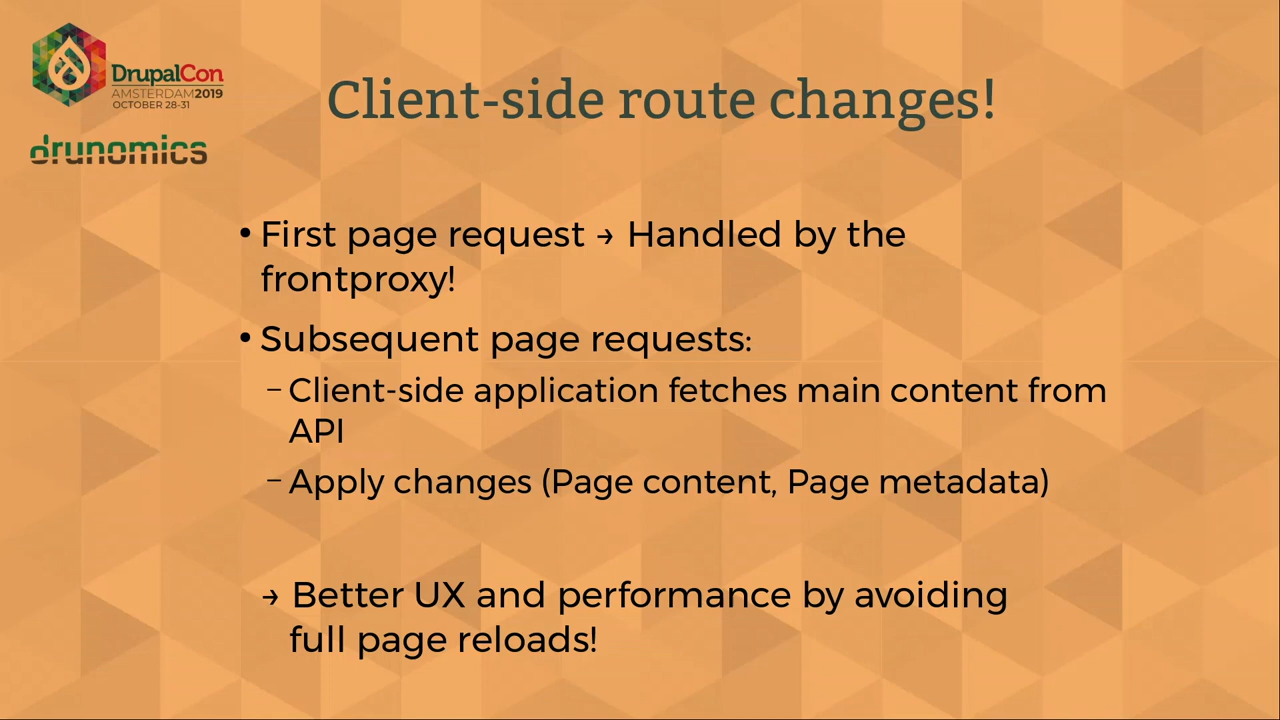 DrupalCon
AMSTERDAM2019
OCTOBER 28-31
drunomics
Client-side route changes!
• First page request → Handled by the
frontproxy!
• Subsequent page requests:
– Client-side application fetches main content from
API
– Apply changes (Page content, Page metadata)
→ Better UX and performance by avoiding
full page reloads!